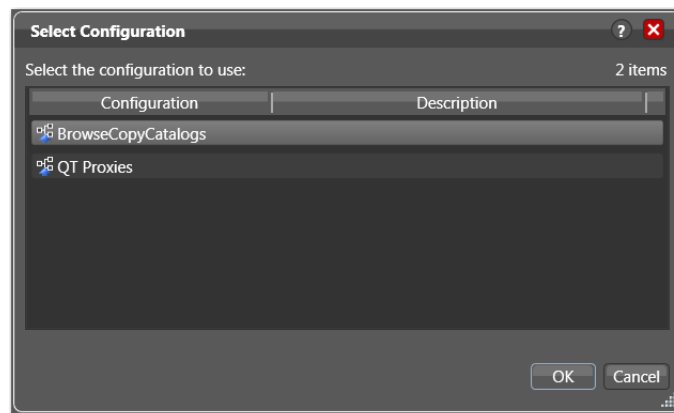 Select Configuration ?
Select the configuration to use: 2 items
Configuration Description
BrowseCopyCatalogs
QT Proxies
OK Cancel